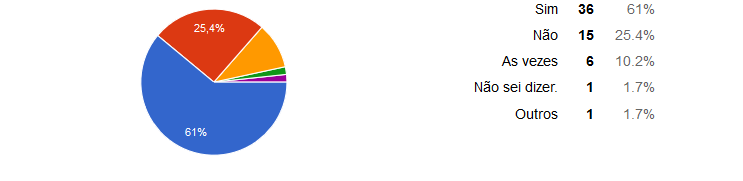 25,4%
61%
Sim 36 61%
Não 15 25.4%
As vezes 6 10.2%
Não sei dizer. 1 1.7%
Outros 1 1.7%